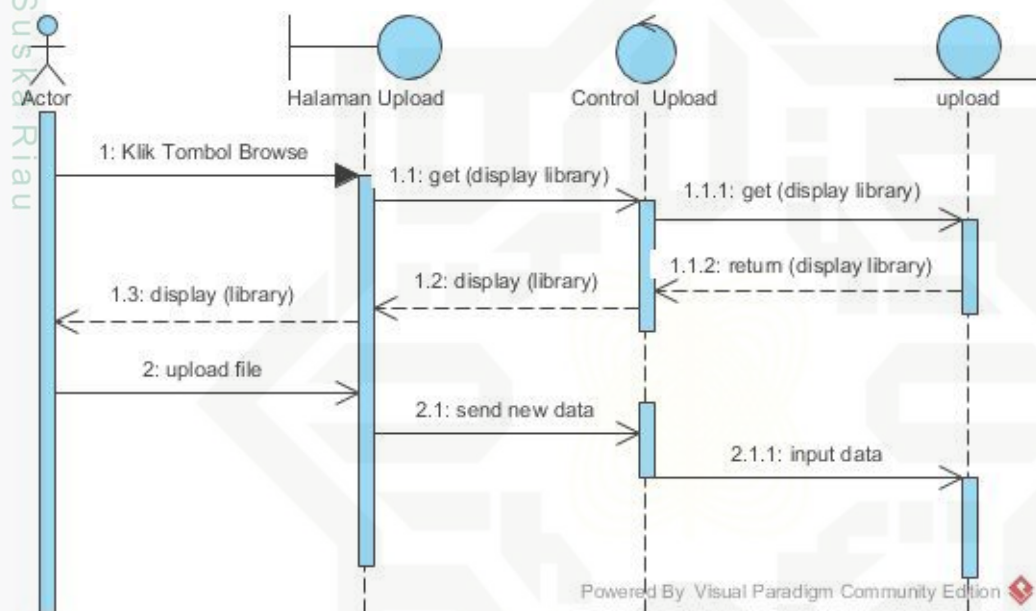 Suska Riau
Actor
Halaman Upload
Control Upload
upload
1: Klik Tombol Browse
1.1: get (display library)
1.1.1: get (display library)
1.1.2: return (display library)
1.2: display (library)
1.3: display (library)
2: upload file
2.1: send new data
2.1.1: input data
Powered By Visual Paradigm Community Edition